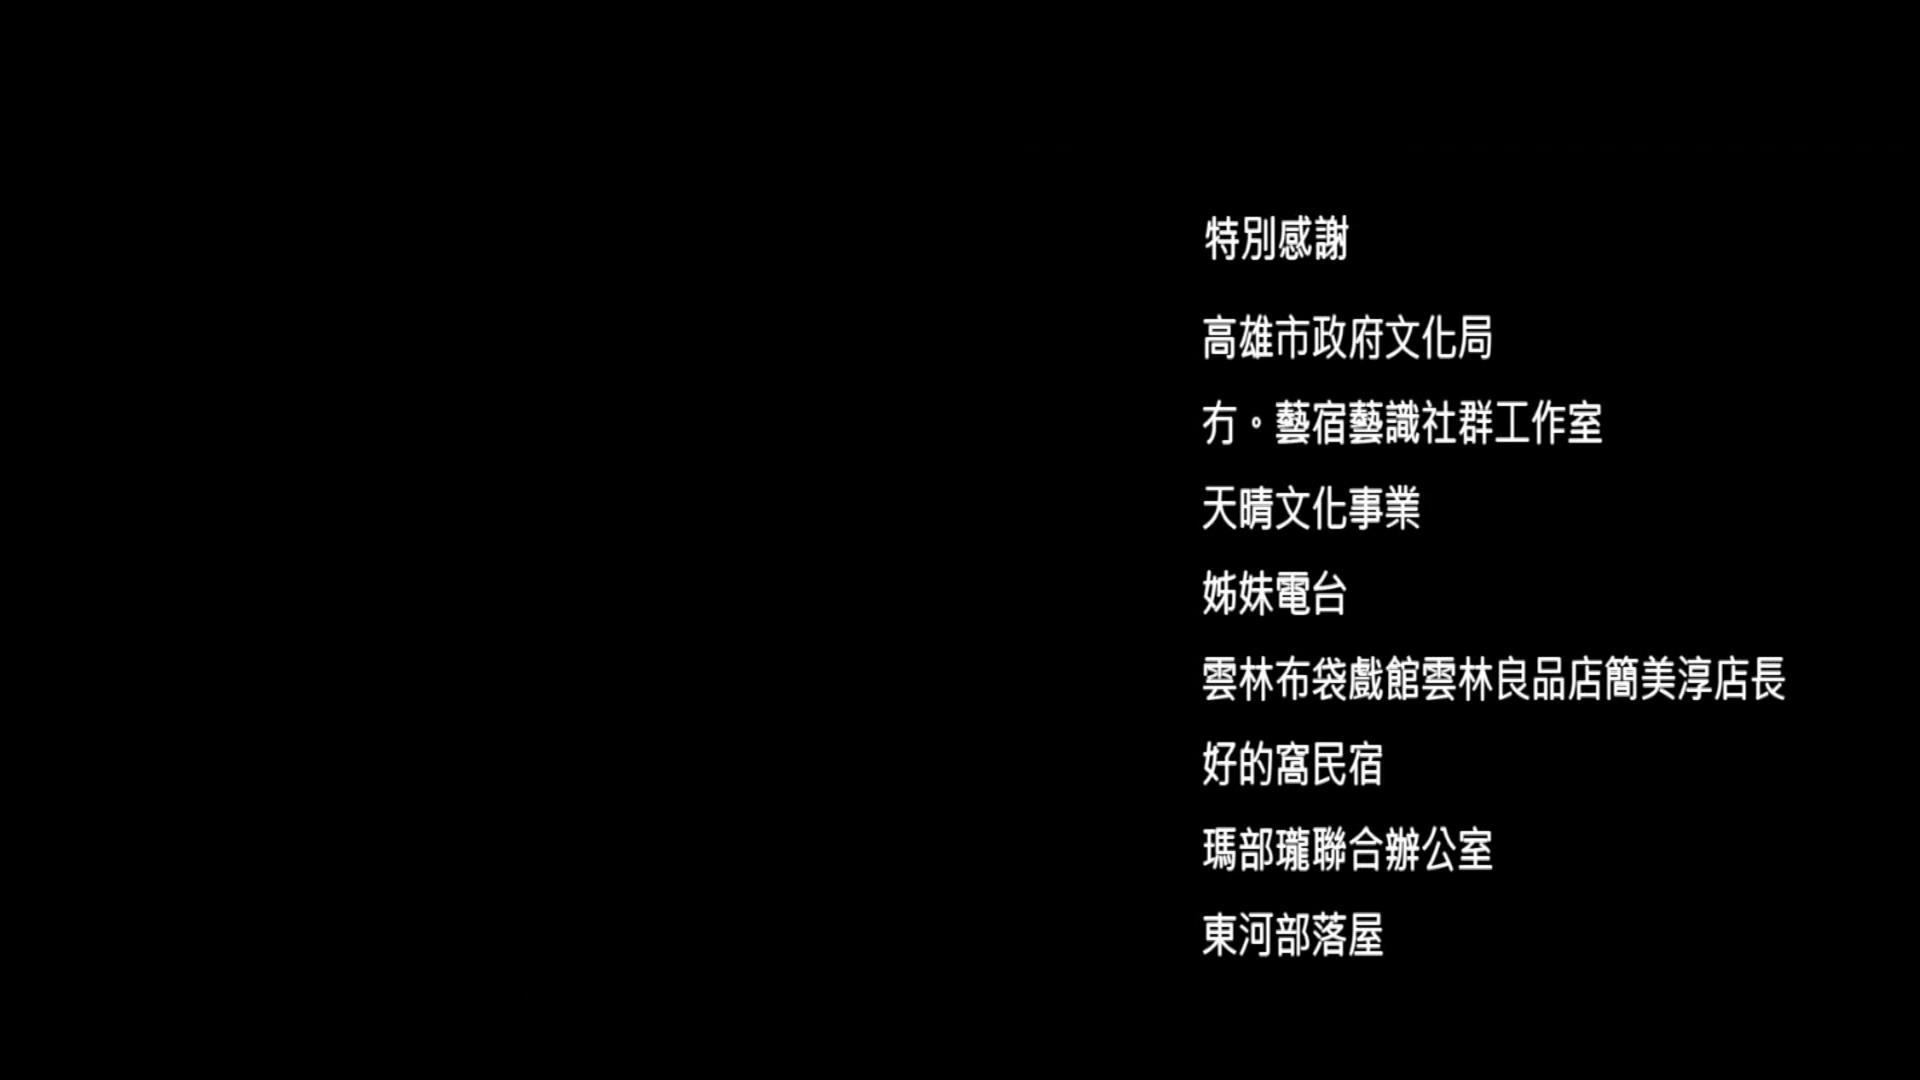 特別感謝
高雄市政府文化局
冇。藝宿藝識社群工作室
天晴文化事業
姊妹電台
雲林布袋戲館雲林良品店簡美淳店長
好的窩民宿
瑪部瓏聯合辦公室
東河部落屋